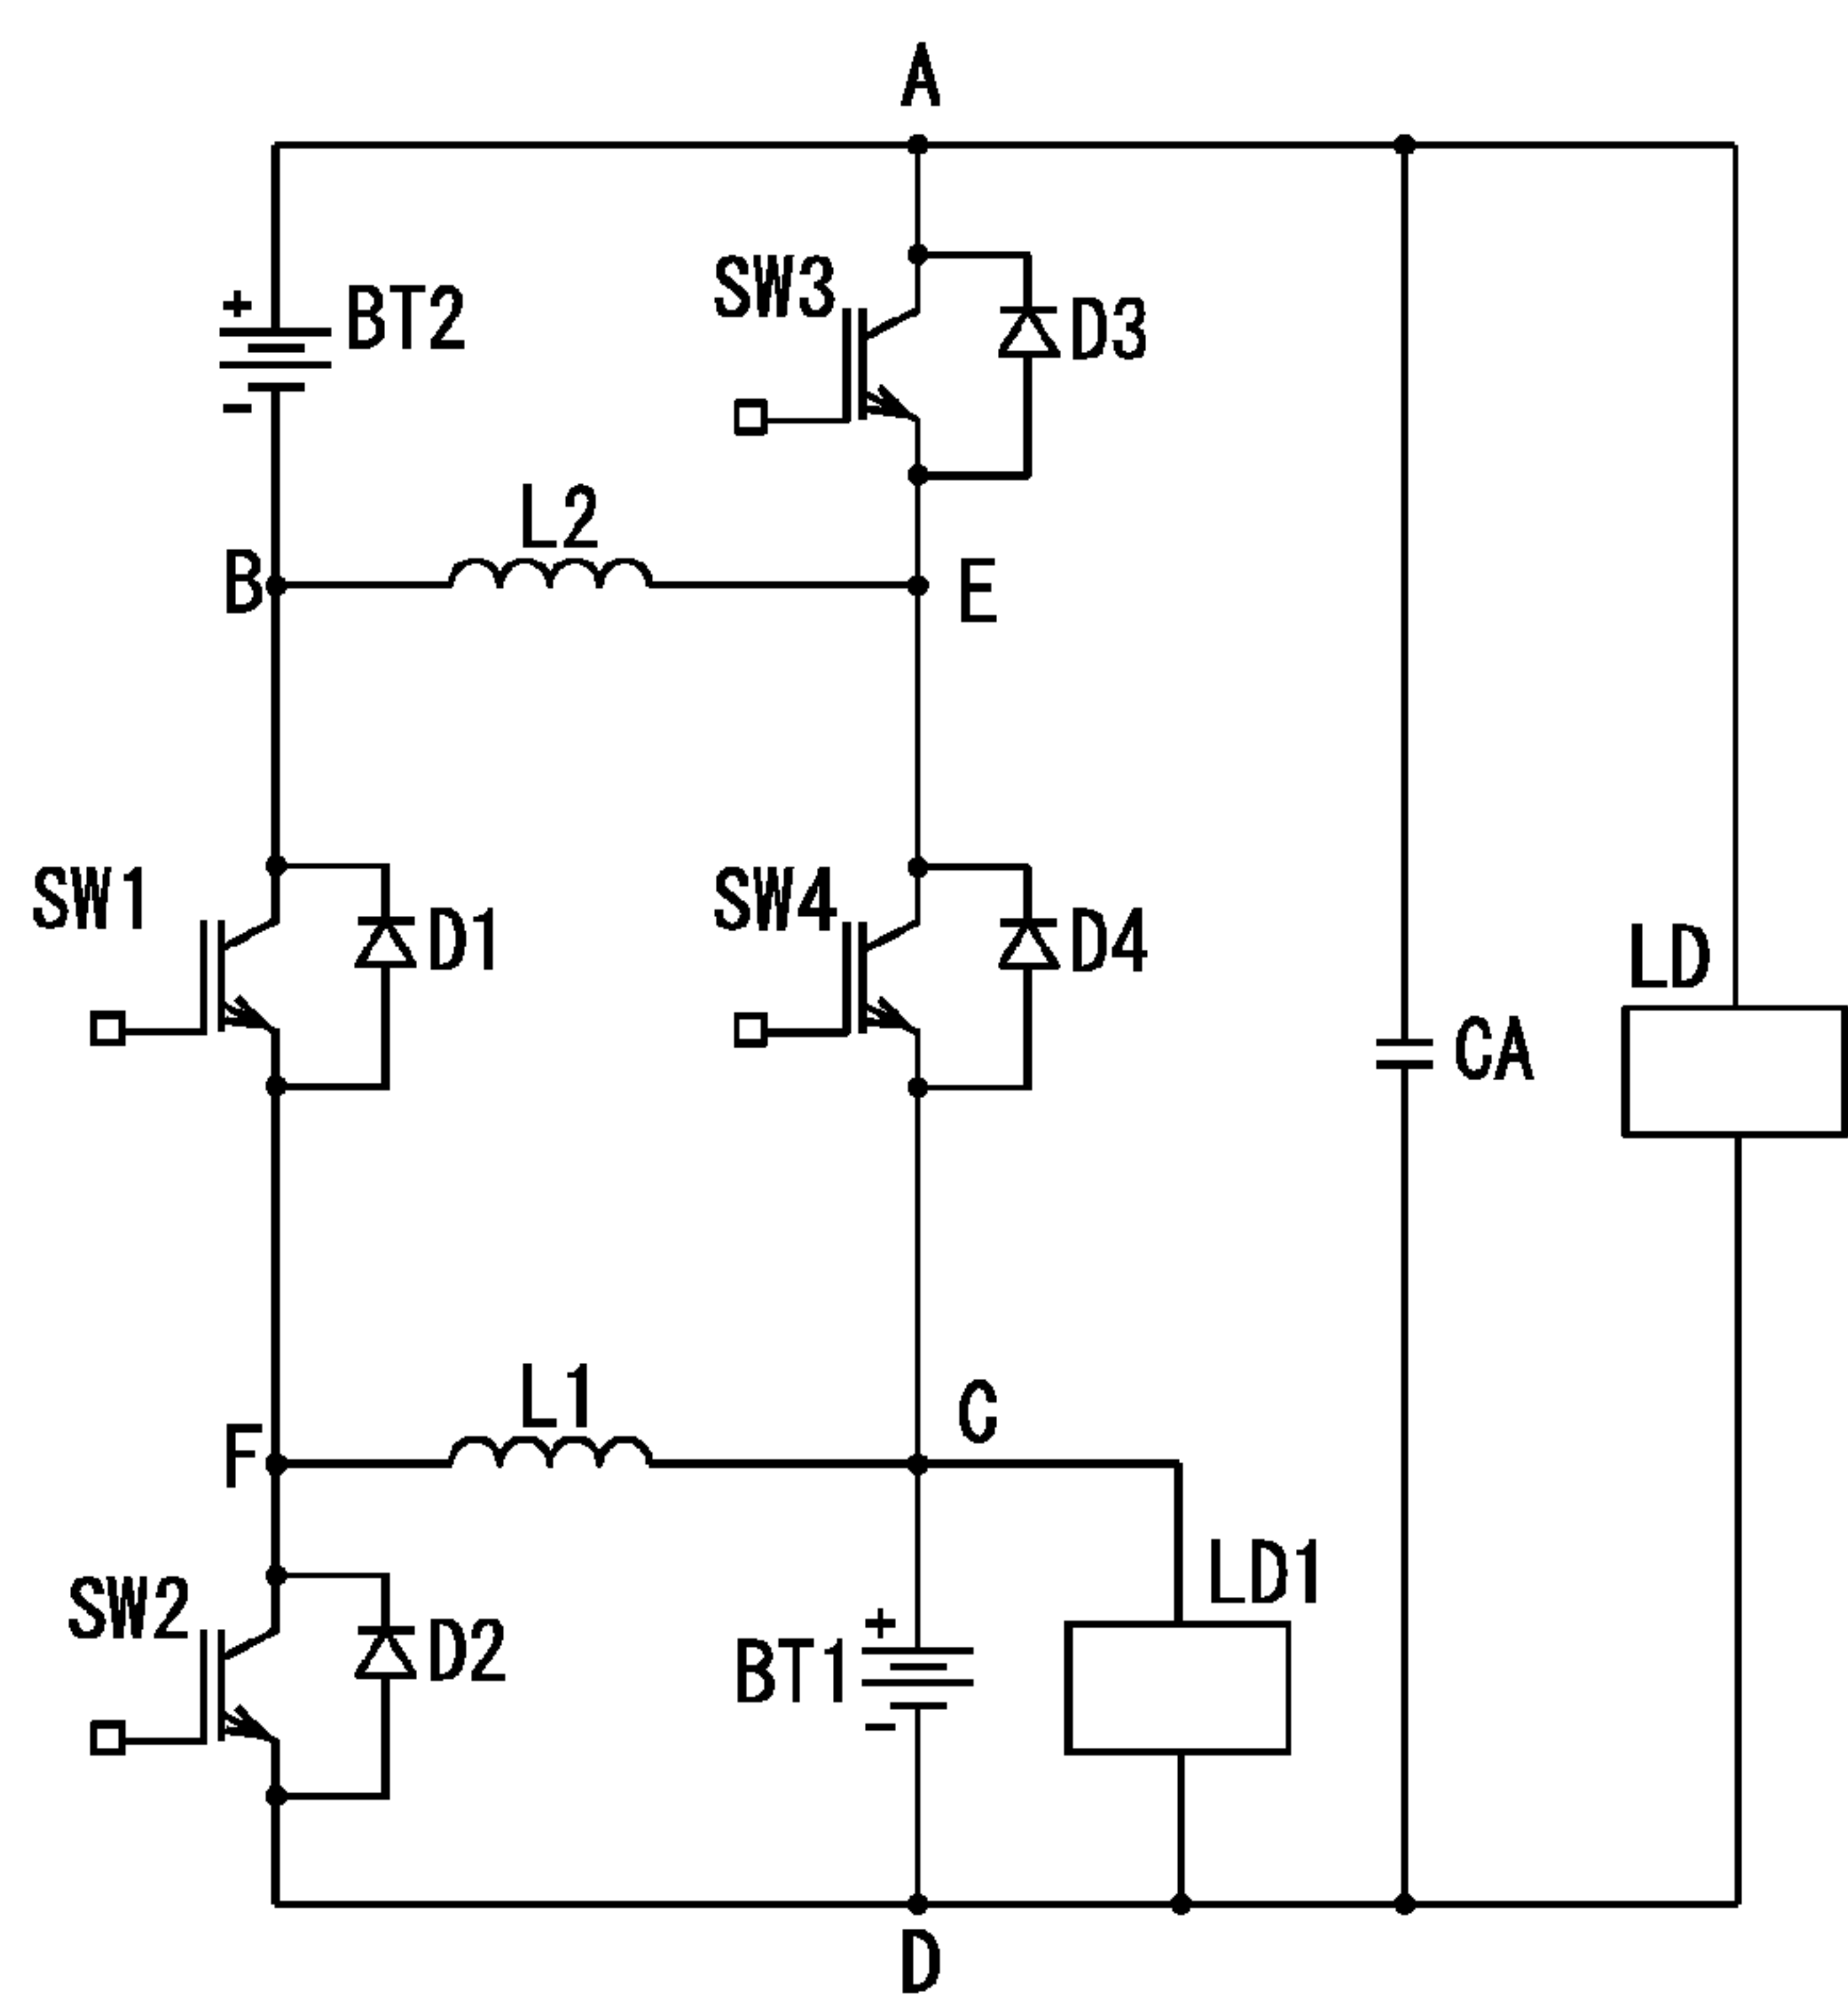 A
SW3
D3
+
BT2
-
L2
B
E
SW1
D1
SW4
D4
LD
CA
L1
C
F
LD1
SW2
D2
+
BT1
-
D